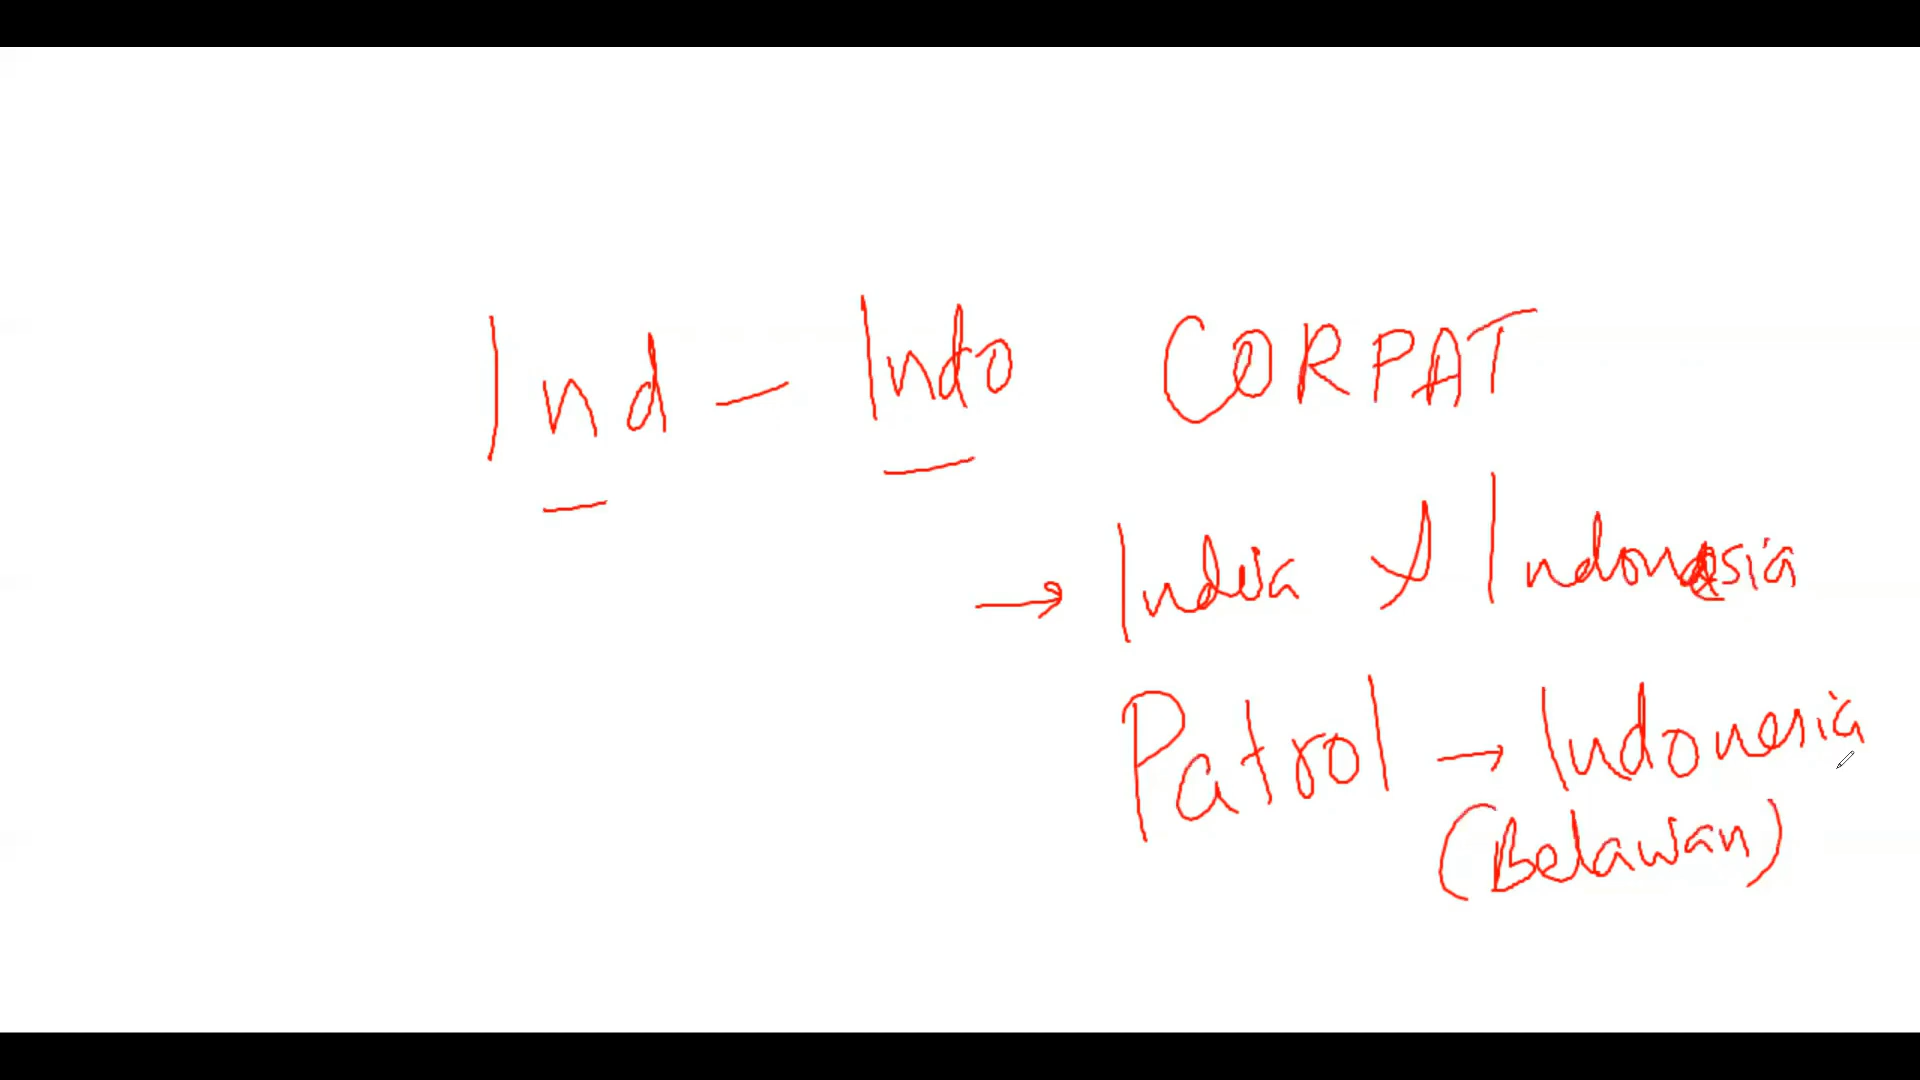 Ind - Indo CORPAT
→ India & Indonesia
Patrol → Indonesia
(Belawan)